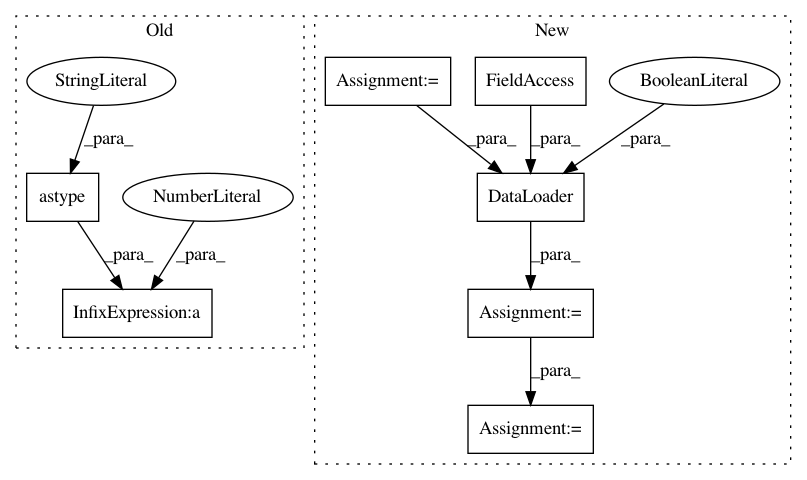 Old
New
StringLiteral
Assignment:=
FieldAccess
BooleanLiteral
_para_
_para_
_para_
_para_
astype
NumberLiteral
DataLoader
_para_
_para_
_para_
InfixExpression:a
Assignment:=
_para_
Assignment:=